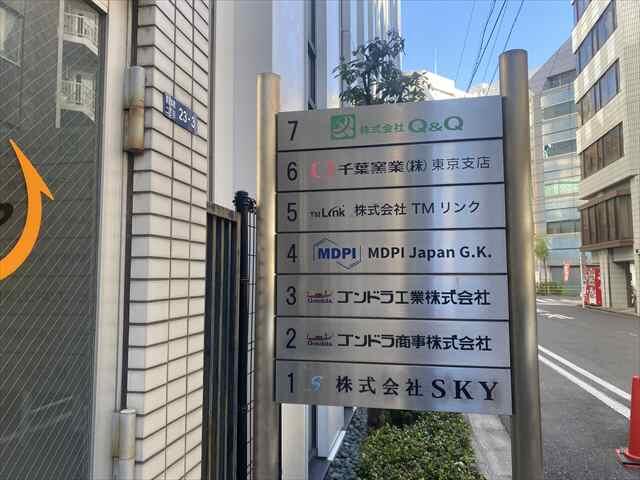 23-3
7 株式会社 Q&Q
6 千葉窯業(株) 東京支店
5 TM Link 株式会社 TM リンク
4 MDPI MDPI Japan G.K.
3 Gondola ゴンドラ工業株式会社
2 Gondola ゴンドラ商事株式会社
1 S 株式会社 SKY